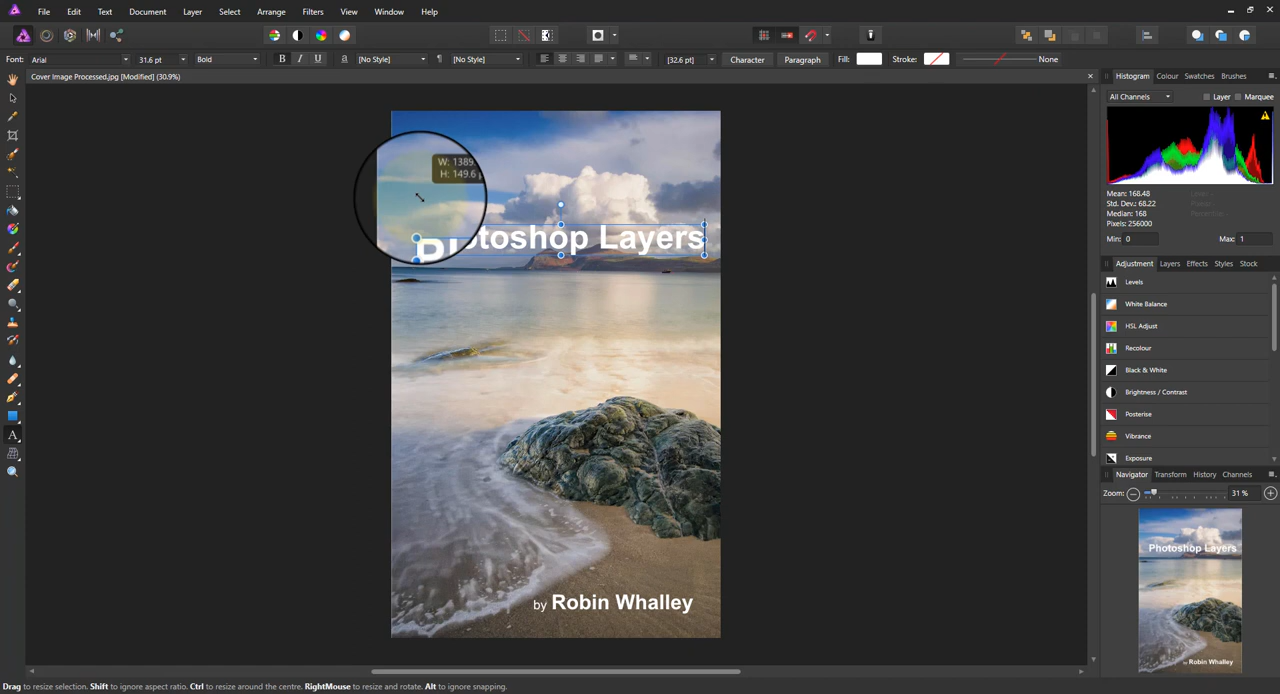 File Edit Text Document Layer Select Arrange Filters View Window Help
Font: Arial 31.6 pt Bold B I U a [No Style] ¶ [No Style] [32.6 pt] Character Paragraph Fill: Stroke: None
Cover Image Processed.jpg [Modified] (30.9%)
Histogram Colour Swatches Brushes
All Channels Layer Marquee
Mean: 168.48
Std. Dev.: 68.22
Median: 168
Pixels: 256000
Min: 0 Max: 1
Adjustment Layers Effects Styles Stock
Levels
White Balance
HSL Adjust
Recolour
Black & White
Brightness / Contrast
Posterise
Vibrance
Exposure
Navigator Transform History Channels
Zoom: 31 %
Photoshop Layers
by Robin Whalley
W: 1389.
H: 149.6
Photoshop Layers
by Robin Whalley
Drag to resize selection. Shift to ignore aspect ratio. Ctrl to resize around the centre. RightMouse to resize and rotate. Alt to ignore snapping.